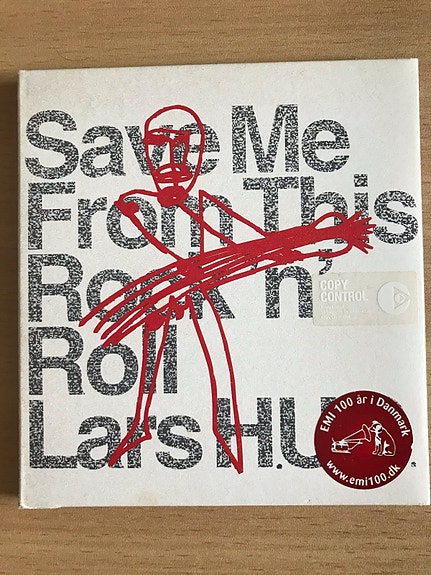 Save Me
From This
Rock 'n'
Roll
Lars H.U
COPY
CONTROL
EMI 100 år i Danmark
www.emi100.dk